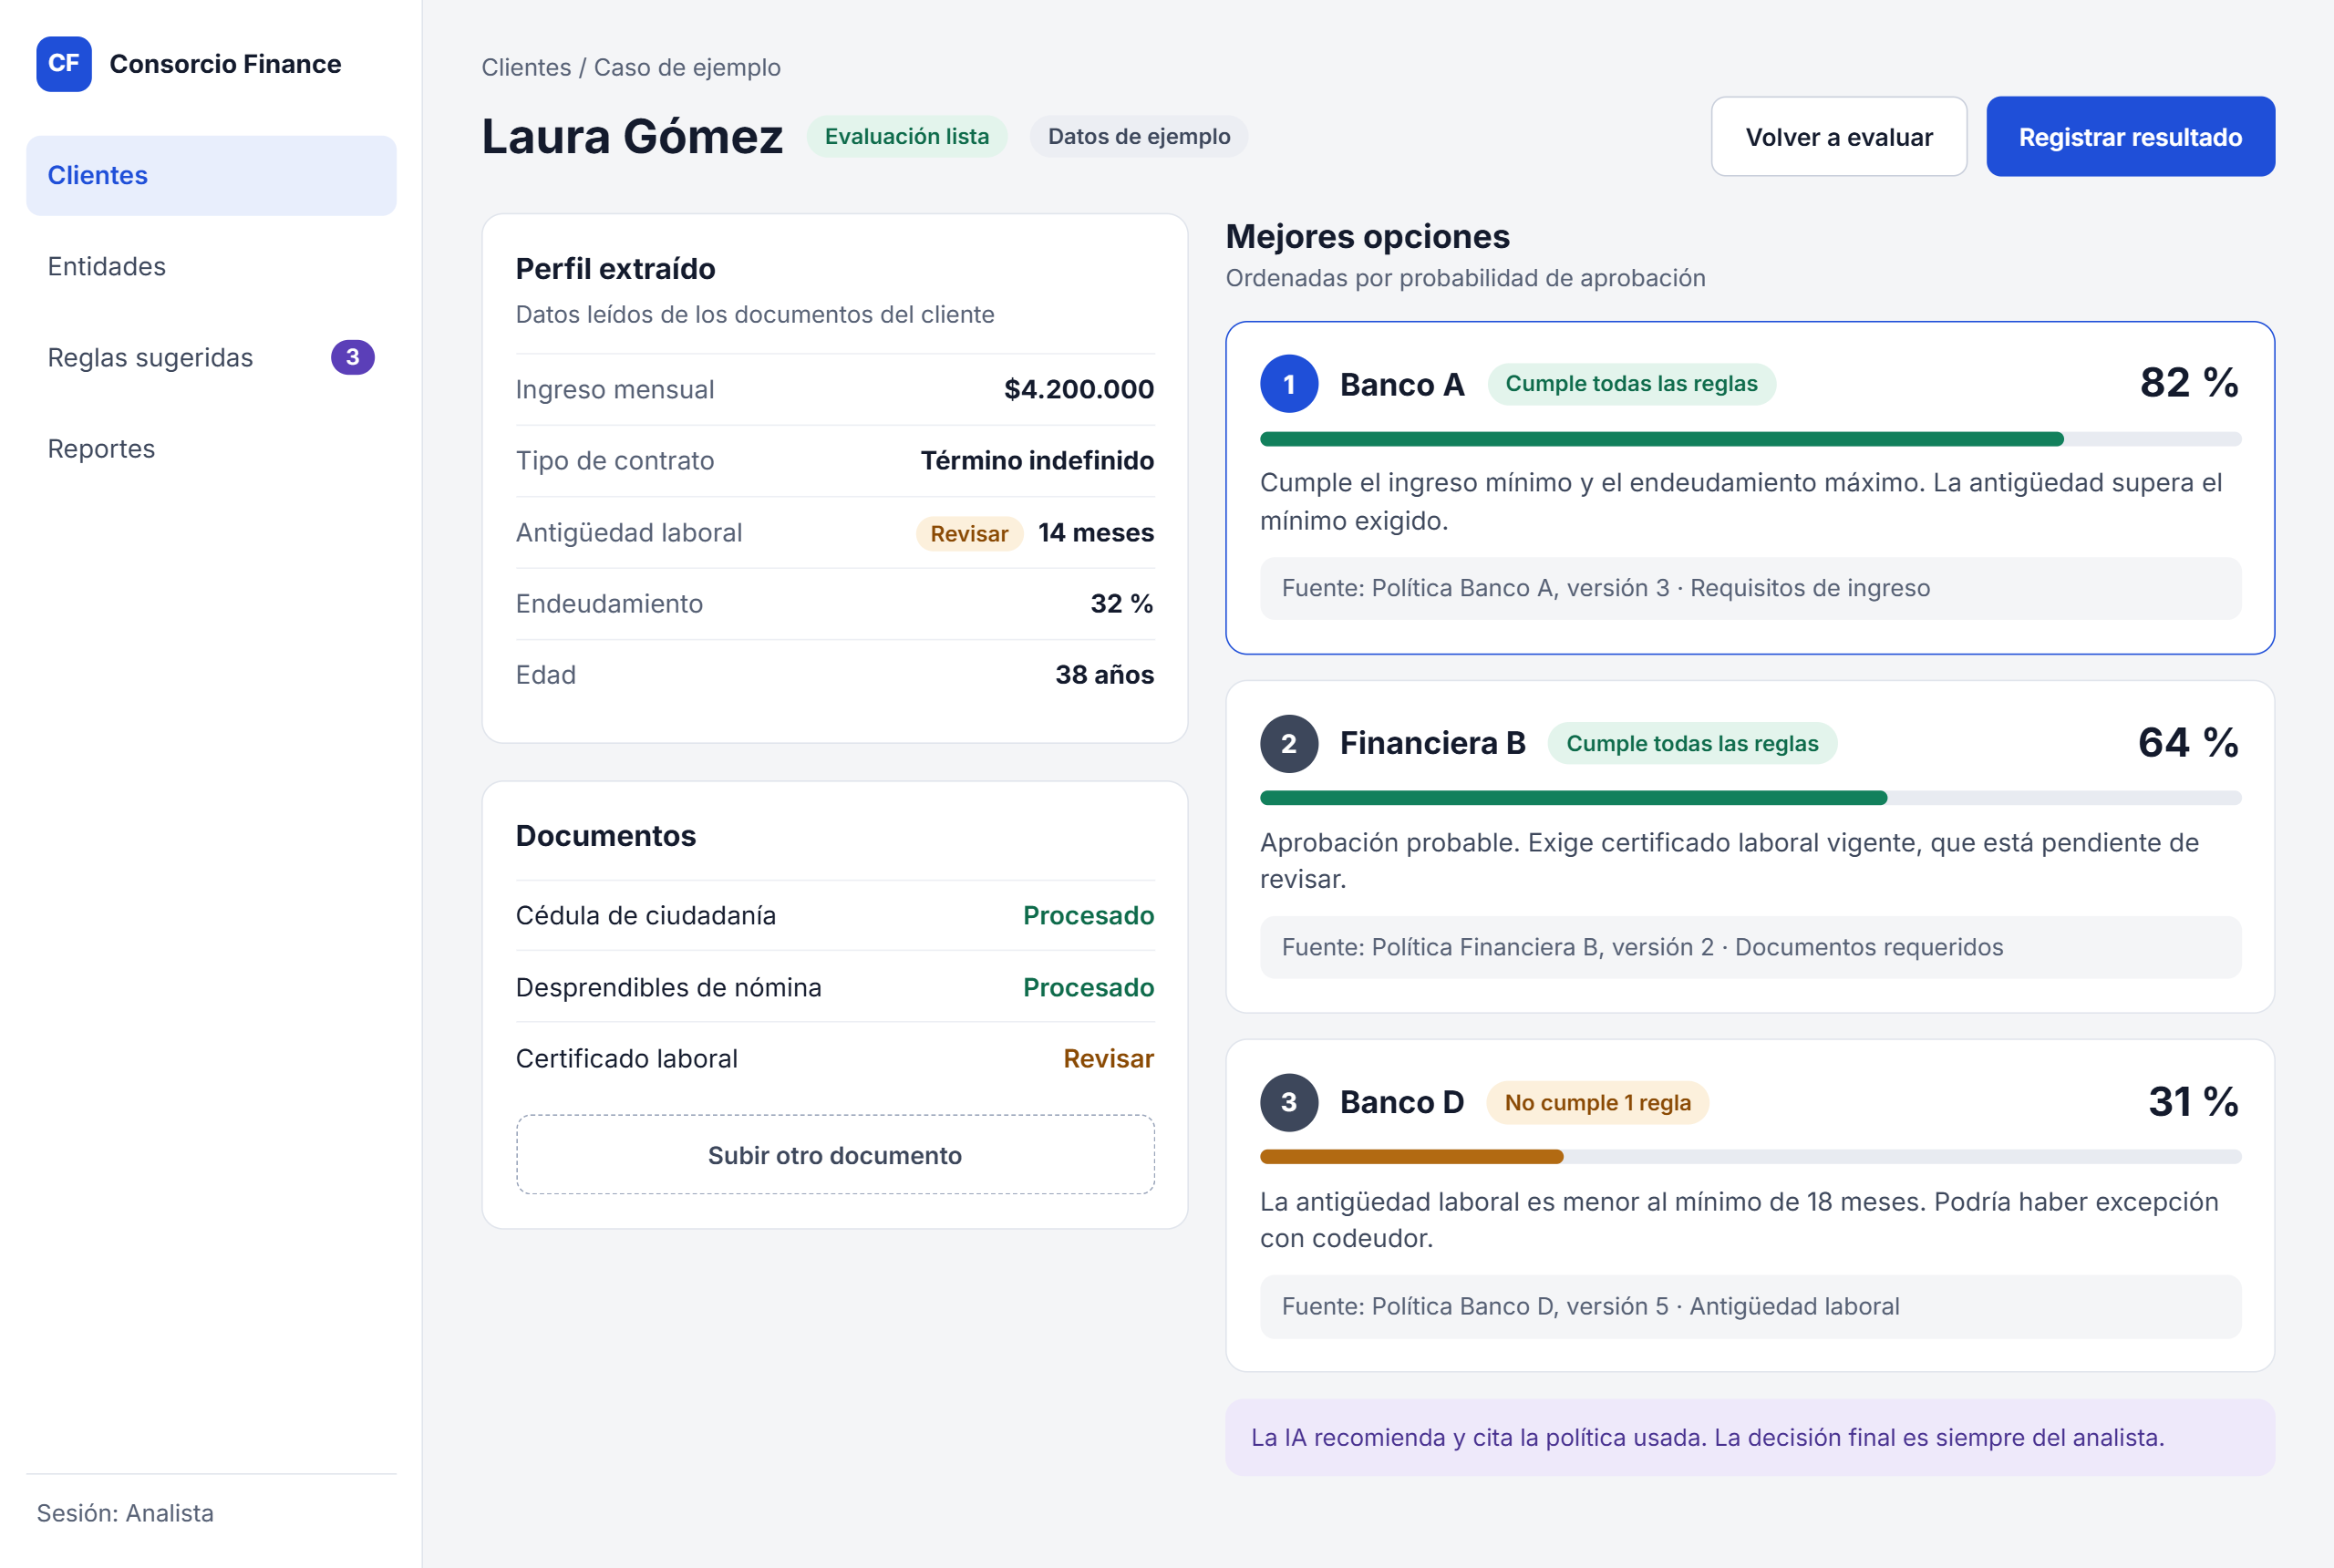 CF
Consorcio Finance
Clientes
Entidades
Reglas sugeridas
3
Reportes
Sesión: Analista
Clientes / Caso de ejemplo
Laura Gómez
Evaluación lista
Datos de ejemplo
Volver a evaluar
Registrar resultado
Perfil extraído
Datos leídos de los documentos del cliente
Ingreso mensual
$4.200.000
Tipo de contrato
Término indefinido
Antigüedad laboral
Revisar
14 meses
Endeudamiento
32 %
Edad
38 años
Documentos
Cédula de ciudadanía
Procesado
Desprendibles de nómina
Procesado
Certificado laboral
Revisar
Subir otro documento
Mejores opciones
Ordenadas por probabilidad de aprobación
1
Banco A
Cumple todas las reglas
82 %
Cumple el ingreso mínimo y el endeudamiento máximo. La antigüedad supera el
mínimo exigido.
Fuente: Política Banco A, versión 3 · Requisitos de ingreso
2
Financiera B
Cumple todas las reglas
64 %
Aprobación probable. Exige certificado laboral vigente, que está pendiente de
revisar.
Fuente: Política Financiera B, versión 2 · Documentos requeridos
3
Banco D
No cumple 1 regla
31 %
La antigüedad laboral es menor al mínimo de 18 meses. Podría haber excepción
con codeudor.
Fuente: Política Banco D, versión 5 · Antigüedad laboral
La IA recomienda y cita la política usada. La decisión final es siempre del analista.